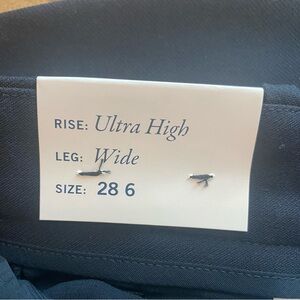 RISE: Ultra High
LEG: Wide
SIZE: 28 6